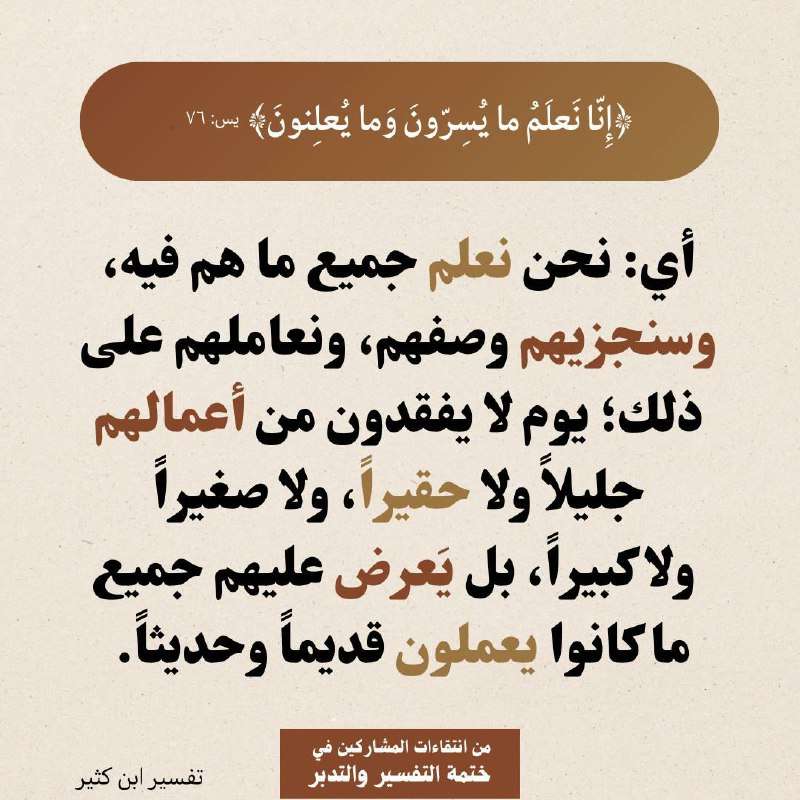 ﴿إِنّا نَعلَمُ ما يُسِرّونَ وَما يُعلِنونَ﴾ يس: ٧٦
أي: نحن نعلم جميع ما هم فيه،
وسنجزيهم وصفهم، ونعاملهم على
ذلك؛ يوم لا يفقدون من أعمالهم
جليلاً ولا حقيراً، ولا صغيراً
ولا كبيراً، بل يَعرض عليهم جميع
ما كانوا يعملون قديماً وحديثاً.
من انتقاءات المشاركين في
ختمة التفسير والتدبر
تفسير ابن كثير